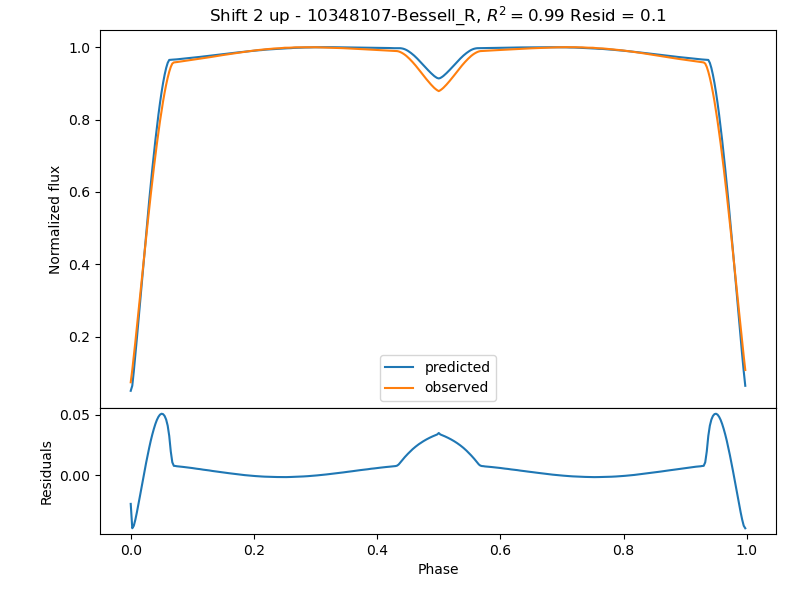 Shift 2 up - 10348107-Bessell_R, R² = 0.99 Resid = 0.1
Normalized flux
1.0
0.8
0.6
0.4
0.2
predicted
observed
Residuals
0.05
0.00
0.0 0.2 0.4 0.6 0.8 1.0
Phase